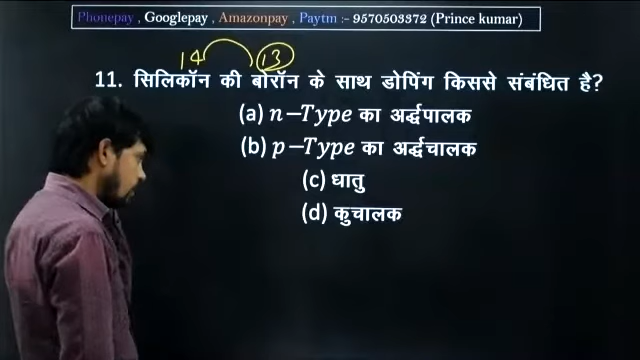 Phonepay , Googlepay , Amazonpay , Paytm :- 9570503372 (Prince kumar)
14 13
11. सिलिकॉन की बोरॉन के साथ डोपिंग किससे संबंधित है?
(a) n-Type का अर्द्धपालक
(b) p-Type का अर्द्धचालक
(c) धातु
(d) कुचालक